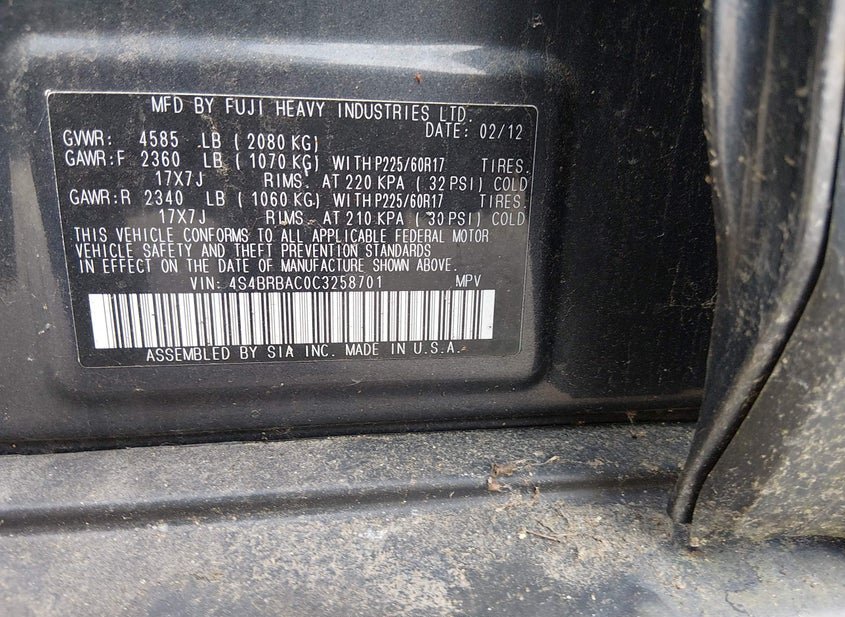 MFD BY FUJI HEAVY INDUSTRIES LTD.
DATE: 02/12
GVWR: 4585 LB (2080 KG)
GAWR:F 2360 LB (1070 KG) WITH P225/60R17 TIRES.
17X7J RIMS. AT 220 KPA (32 PSI) COLD
GAWR:R 2340 LB (1060 KG) WITH P225/60R17 TIRES.
17X7J RIMS. AT 210 KPA (30 PSI) COLD
THIS VEHICLE CONFORMS TO ALL APPLICABLE FEDERAL MOTOR
VEHICLE SAFETY AND THEFT PREVENTION STANDARDS
IN EFFECT ON THE DATE OF MANUFACTURE SHOWN ABOVE.
VIN: 4S4BRBAC0C3258701 MPV
ASSEMBLED BY SIA INC. MADE IN U.S.A.